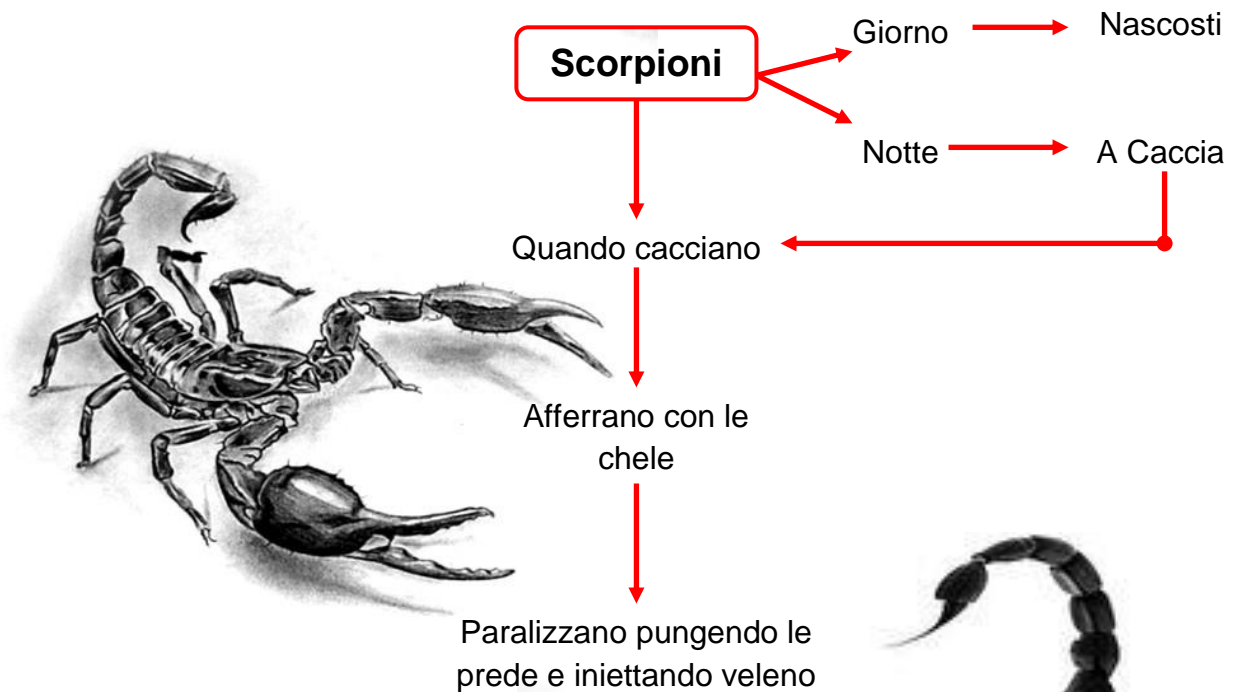 Scorpioni
Giorno
Nascosti
Notte
A Caccia
Quando cacciano
Afferrano con le
chele
Paralizzano pungendo le
prede e iniettando veleno